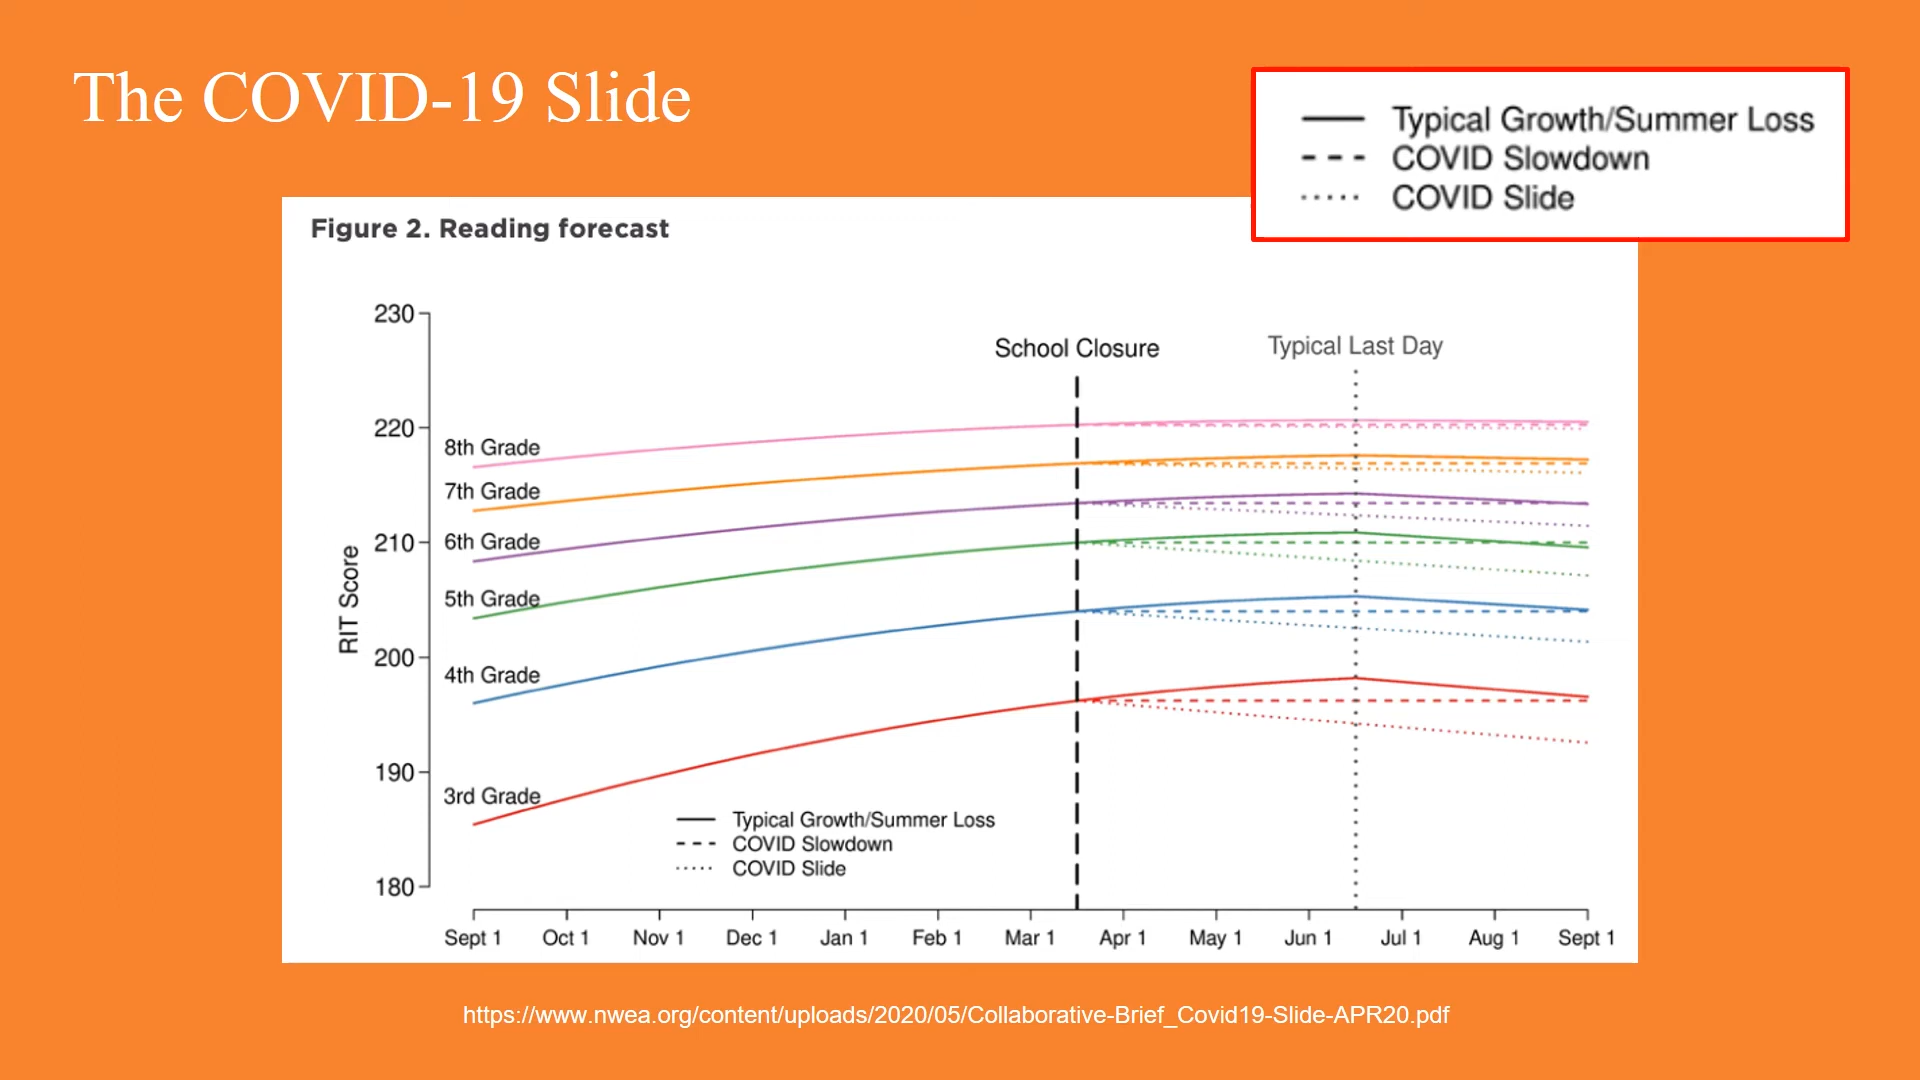 The COVID-19 Slide
Typical Growth/Summer Loss
COVID Slowdown
COVID Slide
Figure 2. Reading forecast
230
220
210
200
190
180
RIT Score
School Closure
Typical Last Day
8th Grade
7th Grade
6th Grade
5th Grade
4th Grade
3rd Grade
Typical Growth/Summer Loss
COVID Slowdown
COVID Slide
Sept 1 Oct 1 Nov 1 Dec 1 Jan 1 Feb 1 Mar 1 Apr 1 May 1 Jun 1 Jul 1 Aug 1 Sept 1
https://www.nwea.org/content/uploads/2020/05/Collaborative-Brief_Covid19-Slide-APR20.pdf